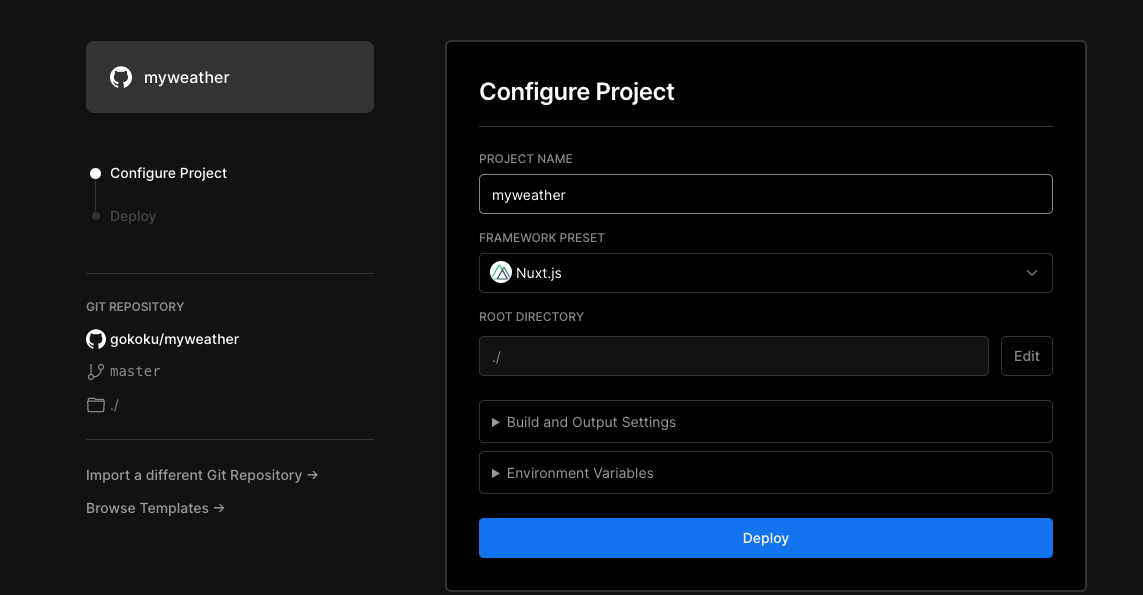 myweather
Configure Project
Deploy
GIT REPOSITORY
gokoku/myweather
master
./
Import a different Git Repository →
Browse Templates →
Configure Project
PROJECT NAME
myweather
FRAMEWORK PRESET
Nuxt.js
ROOT DIRECTORY
./
Edit
Build and Output Settings
Environment Variables
Deploy